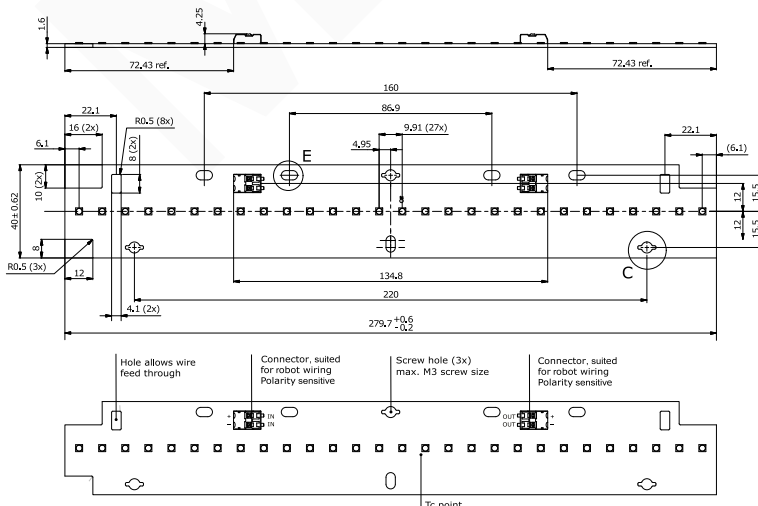 1.6
4.25
72.43 ref.
72.43 ref.
160
22.1
86.9
16 (2x)
R0.5 (8x)
9.91 (27x)
22.1
6.1
8 (2x)
4.95
(6.1)
E
10 (2x)
40± 0.62
12
15.5
12
15.5
8
R0.5 (3x)
12
C
134.8
4.1 (2x)
220
279.7 +0.6
-0.2
Hole allows wire
feed through
Connector, suited
for robot wiring
Polarity sensitive
Screw hole (3x)
max. M3 screw size
Connector, suited
for robot wiring
Polarity sensitive
+ IN
- IN
OUT +
OUT -
Tc point